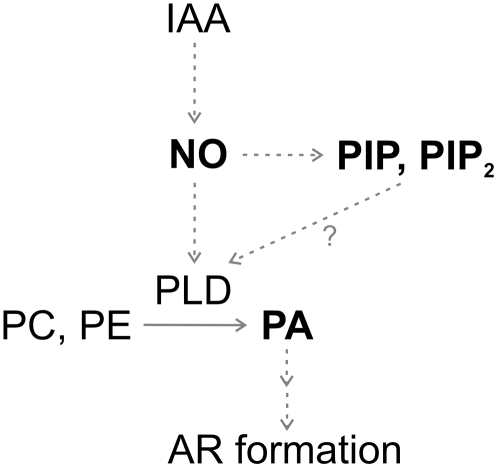 IAA
NO
PIP, PIP₂
?
PLD
PC, PE
PA
AR formation